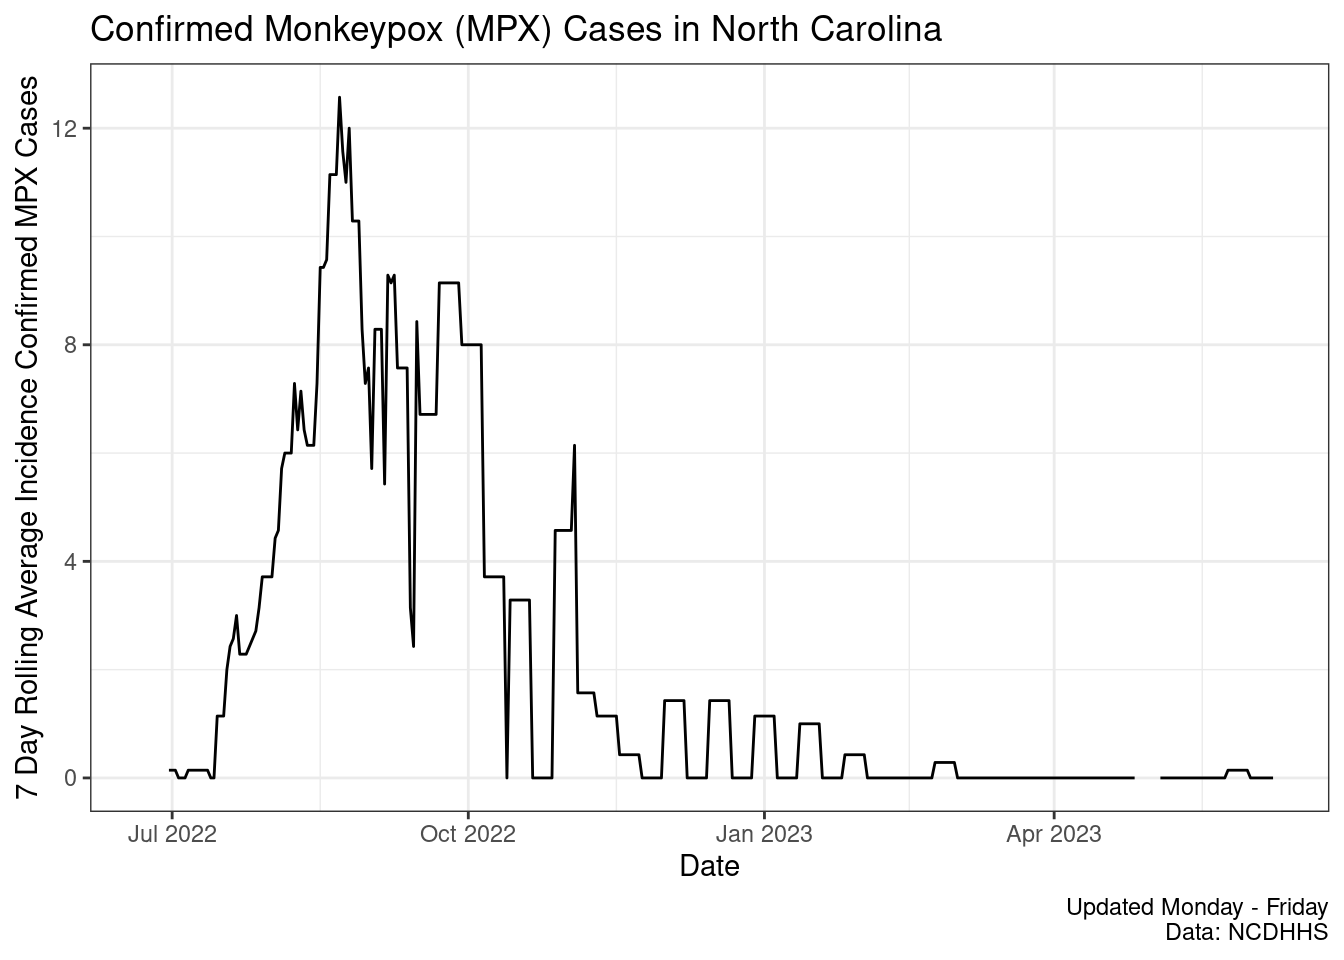 Confirmed Monkeypox (MPX) Cases in North Carolina
7 Day Rolling Average Incidence Confirmed MPX Cases
12
8
4
0
Jul 2022
Oct 2022
Jan 2023
Apr 2023
Date
Updated Monday - Friday
Data: NCDHHS